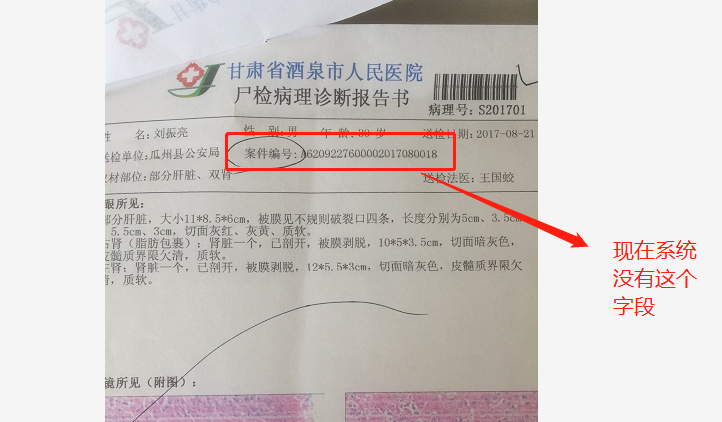 甘肃省酒泉市人民医院
尸检病理诊断报告书
病理号: S201701
姓 名: 刘振亮 性 别: 男 年 龄: 39 岁 送检日期: 2017-08-21
送检单位: 瓜州县公安局 案件编号: A6209227600002017080018
取材部位: 部分肝脏、双肾 送检法医: 王国蛟
眼所见:
部分肝脏, 大小11*8.5*6cm, 被膜见不规则破裂口四条, 长度分别为5cm、3.5cm
、5.5cm、3cm, 切面灰红、灰黄、质软。
右肾(脂肪包裹): 肾脏一个, 已剖开, 被膜剥脱, 10*5*3.5cm, 切面暗灰色,
皮髓质界限欠清, 质软。
左肾: 肾脏一个, 已剖开, 被膜剥脱, 12*5.5*3cm, 切面暗灰色, 皮髓质界限欠
清, 质软。
镜所见(附图):
现在系统
没有这个
字段